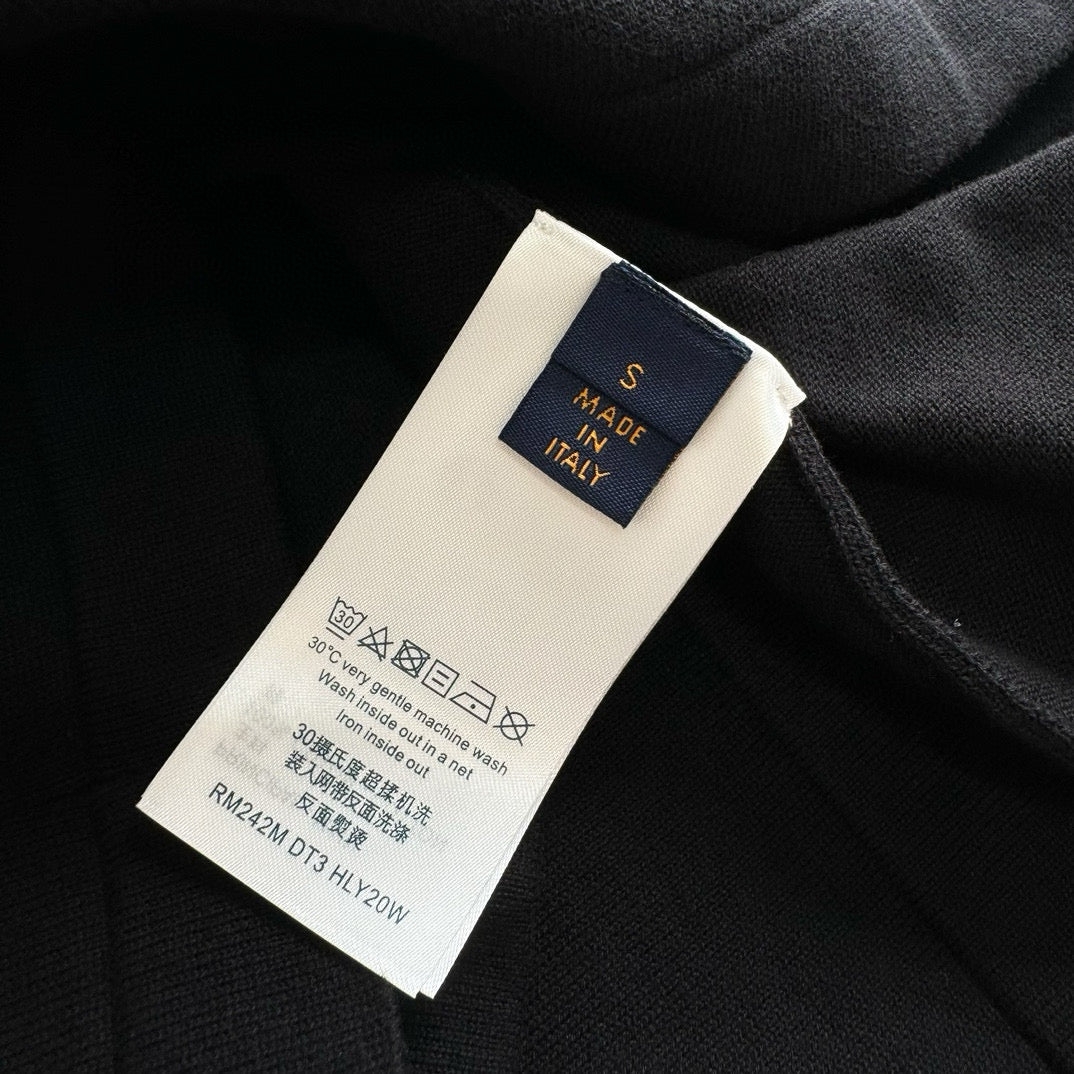 S
MADE
IN
ITALY
30
30°C very gentle machine wash
Wash inside out in a net
Iron inside out
30摄氏度超揉机洗
装入网带反面洗涤
反面熨烫
RM242M DT3 HLY20W